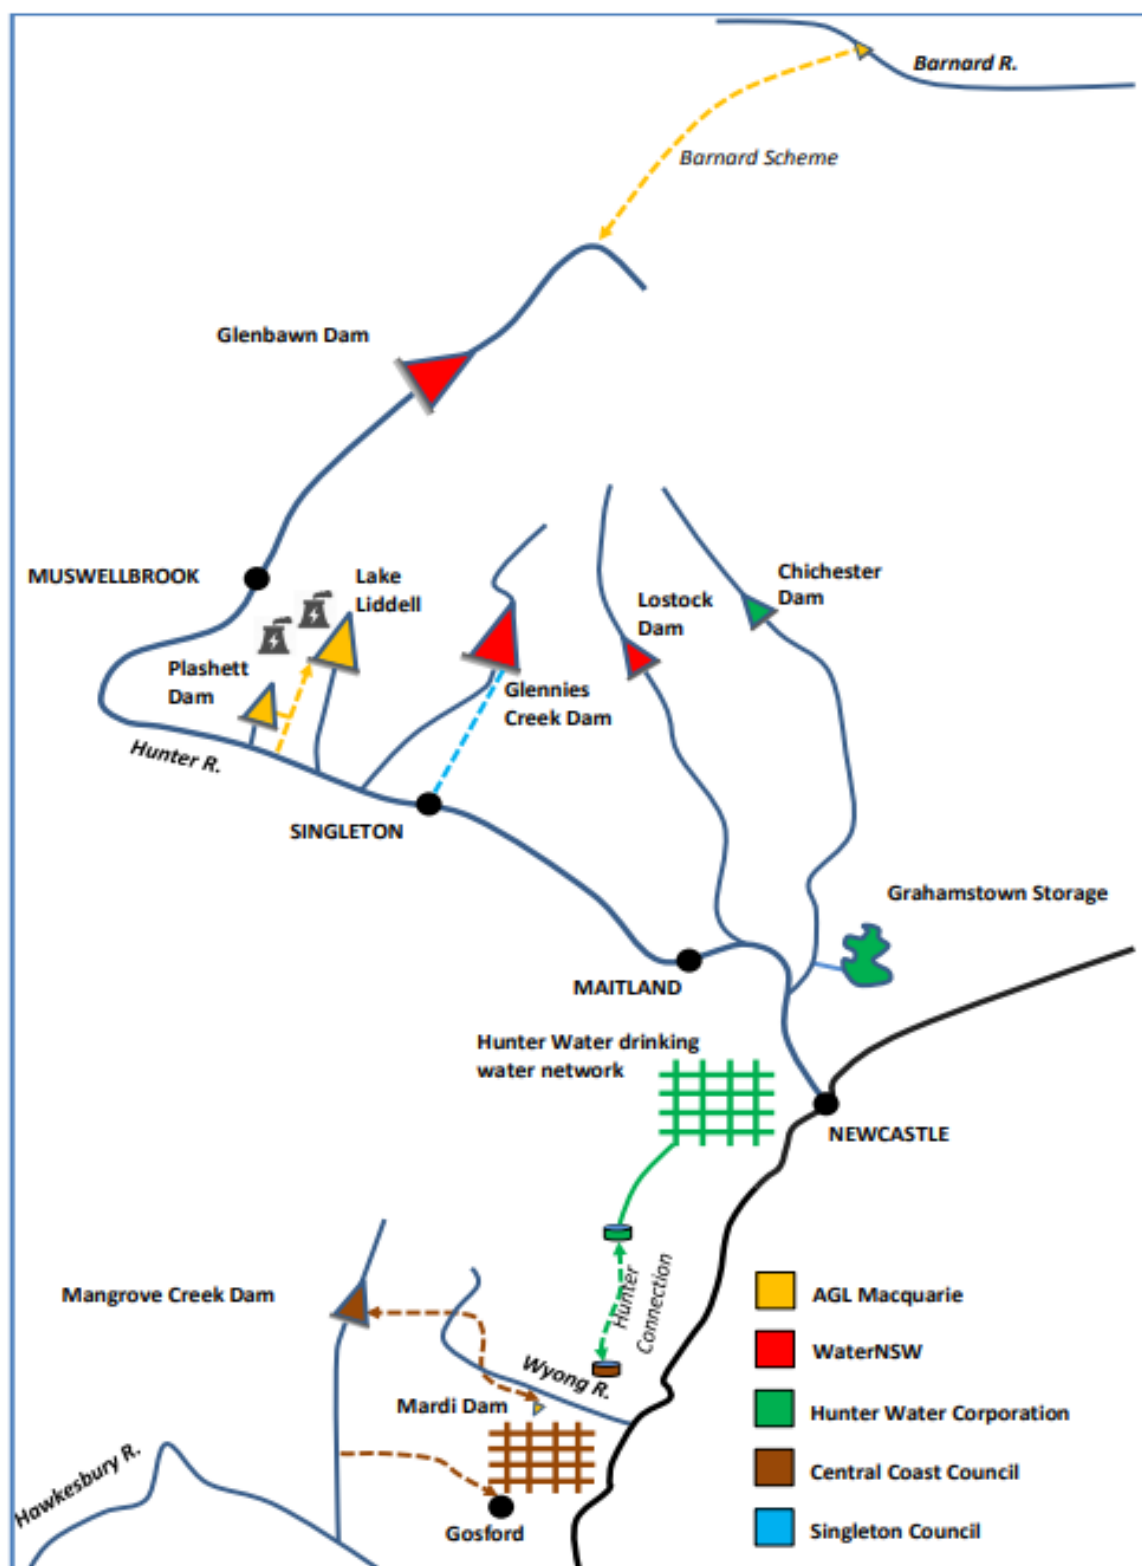 Barnard R.
Barnard Scheme
Glenbawn Dam
MUSWELLBROOK
Lake
Liddell
Chichester
Dam
Lostock
Dam
Plashett
Dam
Glennies
Creek Dam
Hunter R.
SINGLETON
Grahamstown Storage
MAITLAND
Hunter Water drinking
water network
NEWCASTLE
Hunter
Connection
Mangrove Creek Dam
Wyong R.
Mardi Dam
Hawkesbury R.
Gosford
AGL Macquarie
WaterNSW
Hunter Water Corporation
Central Coast Council
Singleton Council